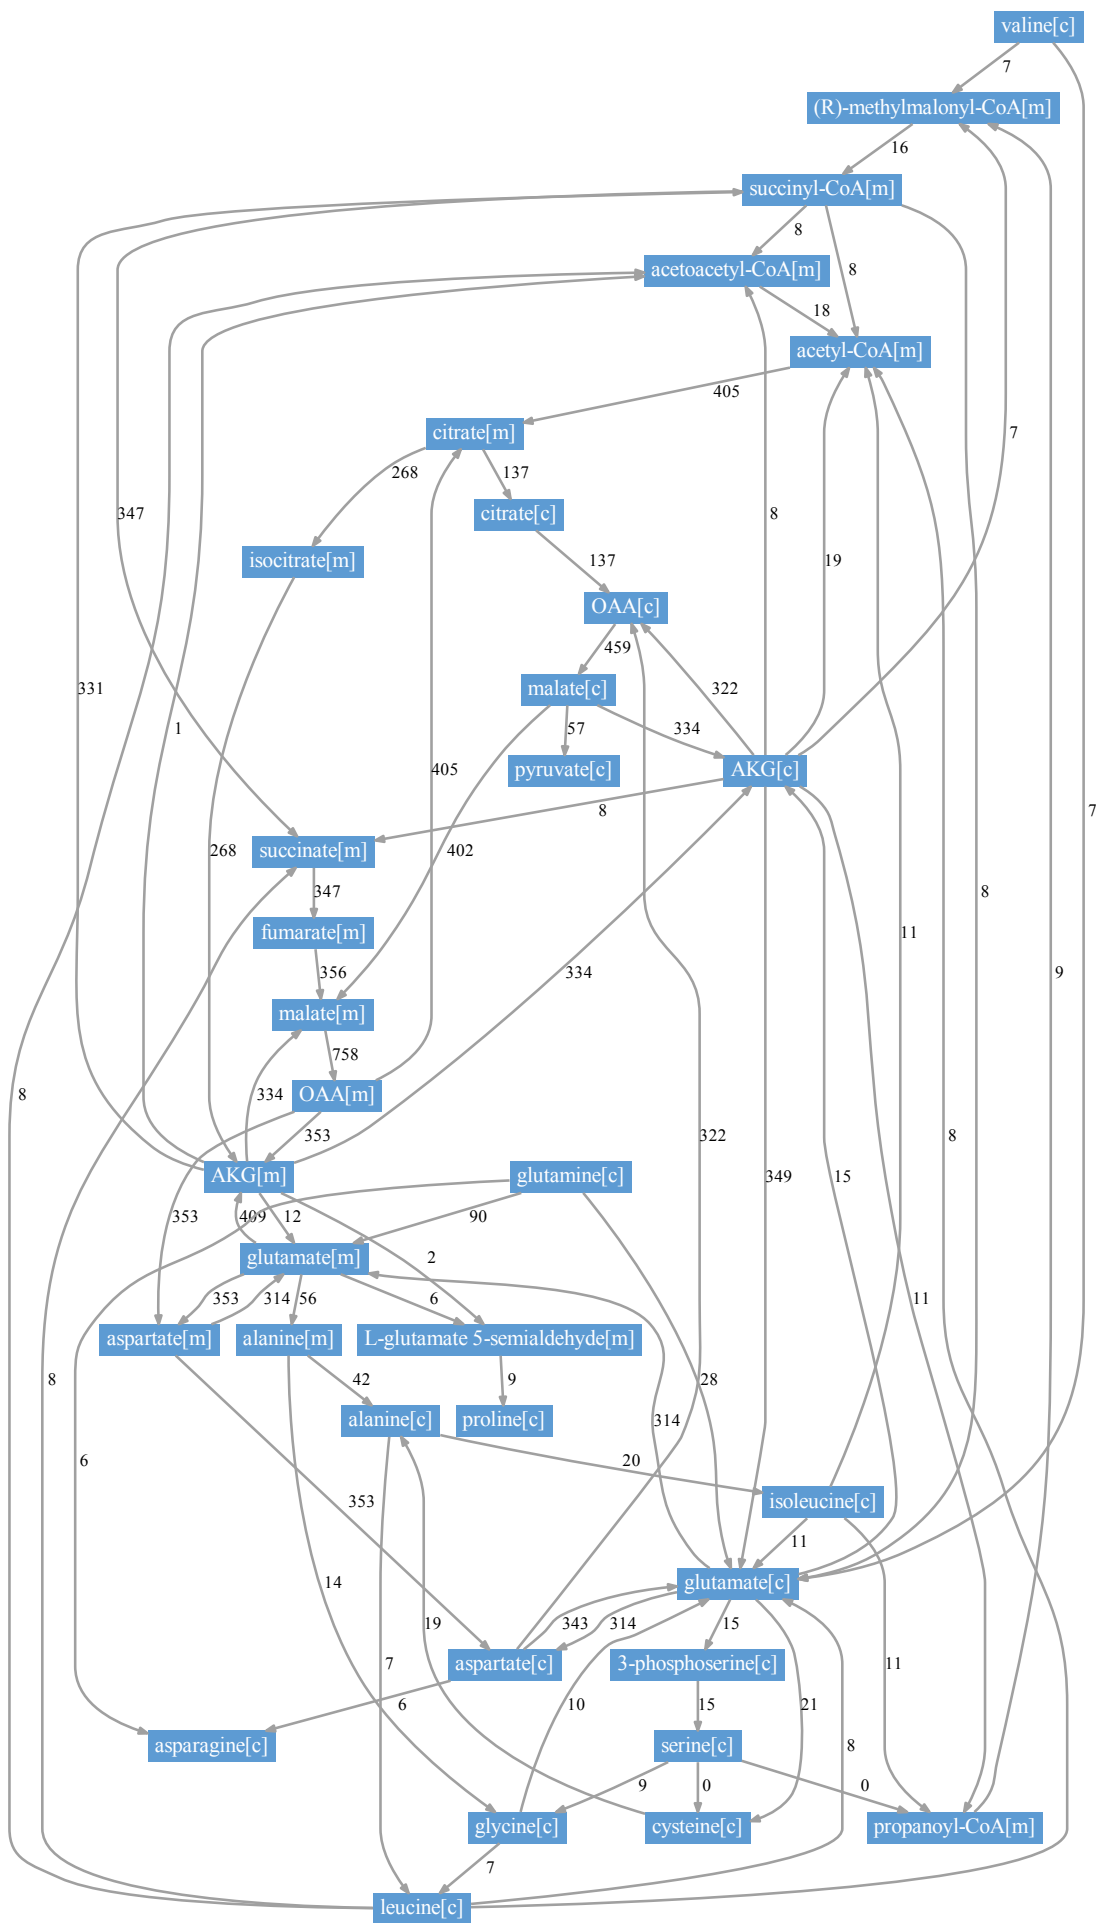 valine[c]
7
(R)-methylmalonyl-CoA[m]
16
succinyl-CoA[m]
8
acetoacetyl-CoA[m]
8
18
acetyl-CoA[m]
405
citrate[m]
7
268
137
citrate[c]
347
8
isocitrate[m]
137
19
OAA[c]
459
331
malate[c]
322
1
57
334
pyruvate[c]
405
AKG[c]
7
8
succinate[m]
268
402
347
8
fumarate[m]
11
356
334
9
malate[m]
758
8
334
OAA[m]
353
322
8
AKG[m]
glutamine[c]
349
15
353
409
12
90
glutamate[m]
2
353
314
56
6
11
aspartate[m]
alanine[m]
L-glutamate 5-semialdehyde[m]
8
42
9
28
alanine[c]
proline[c]
314
6
20
353
isoleucine[c]
11
14
glutamate[c]
19
343
314
15
7
aspartate[c]
3-phosphoserine[c]
11
6
10
15
21
asparagine[c]
serine[c]
8
9
0
0
glycine[c]
cysteine[c]
propanoyl-CoA[m]
7
leucine[c]